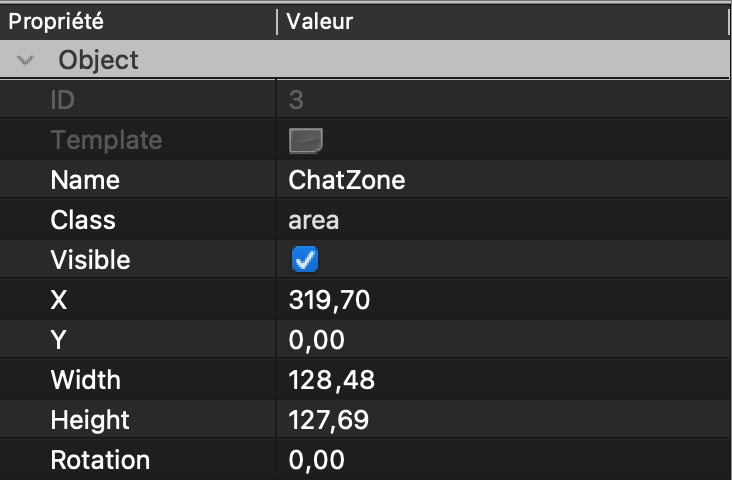 Propriété Valeur
Object
ID 3
Template
Name ChatZone
Class area
Visible
X 319,70
Y 0,00
Width 128,48
Height 127,69
Rotation 0,00